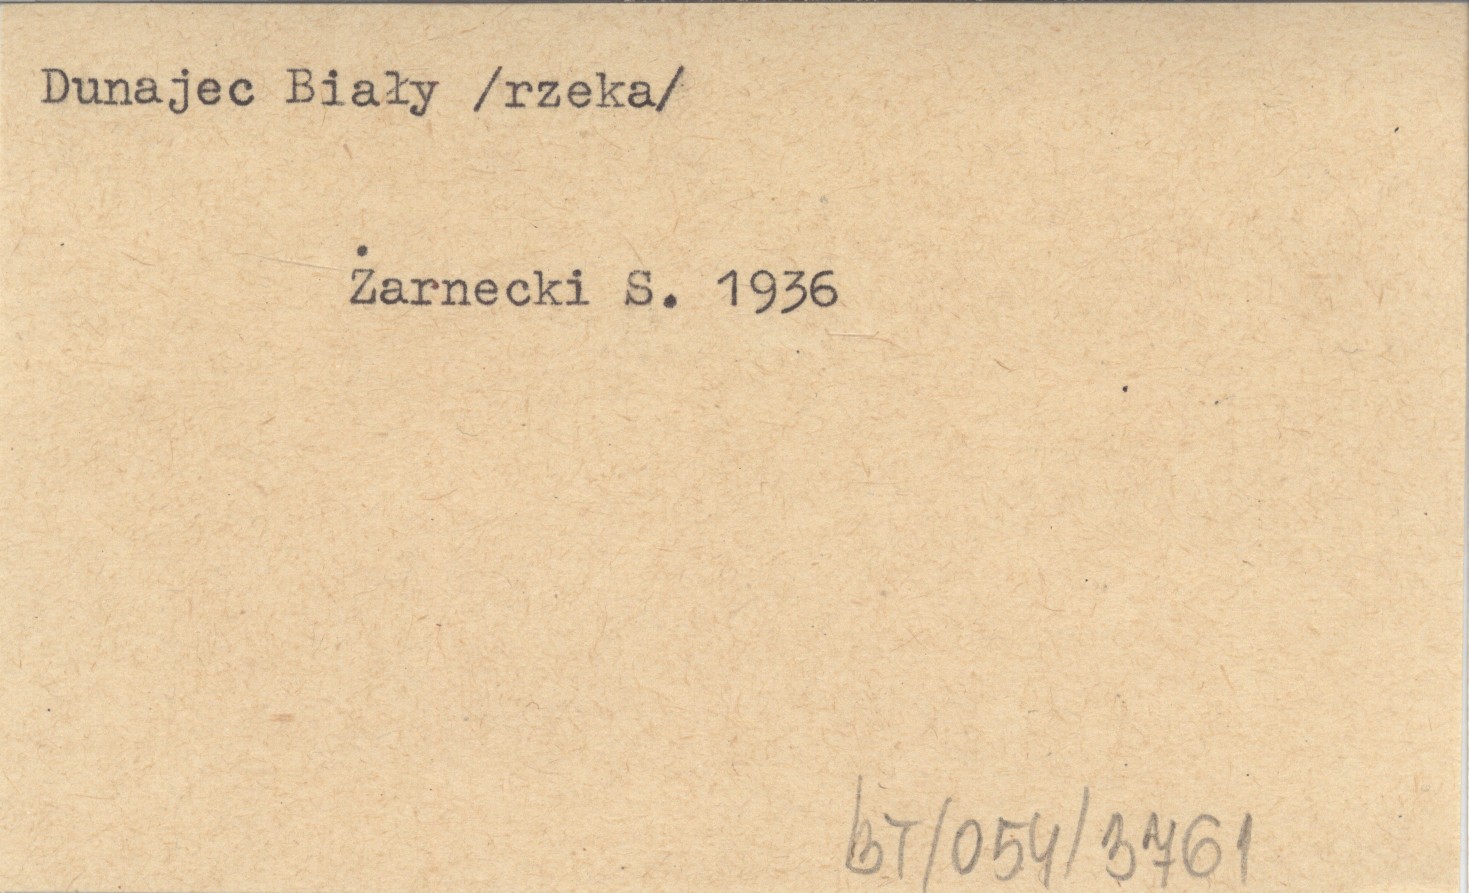 Dunajec Biały /rzeka/
Żarnecki S. 1936
BT/054/3761